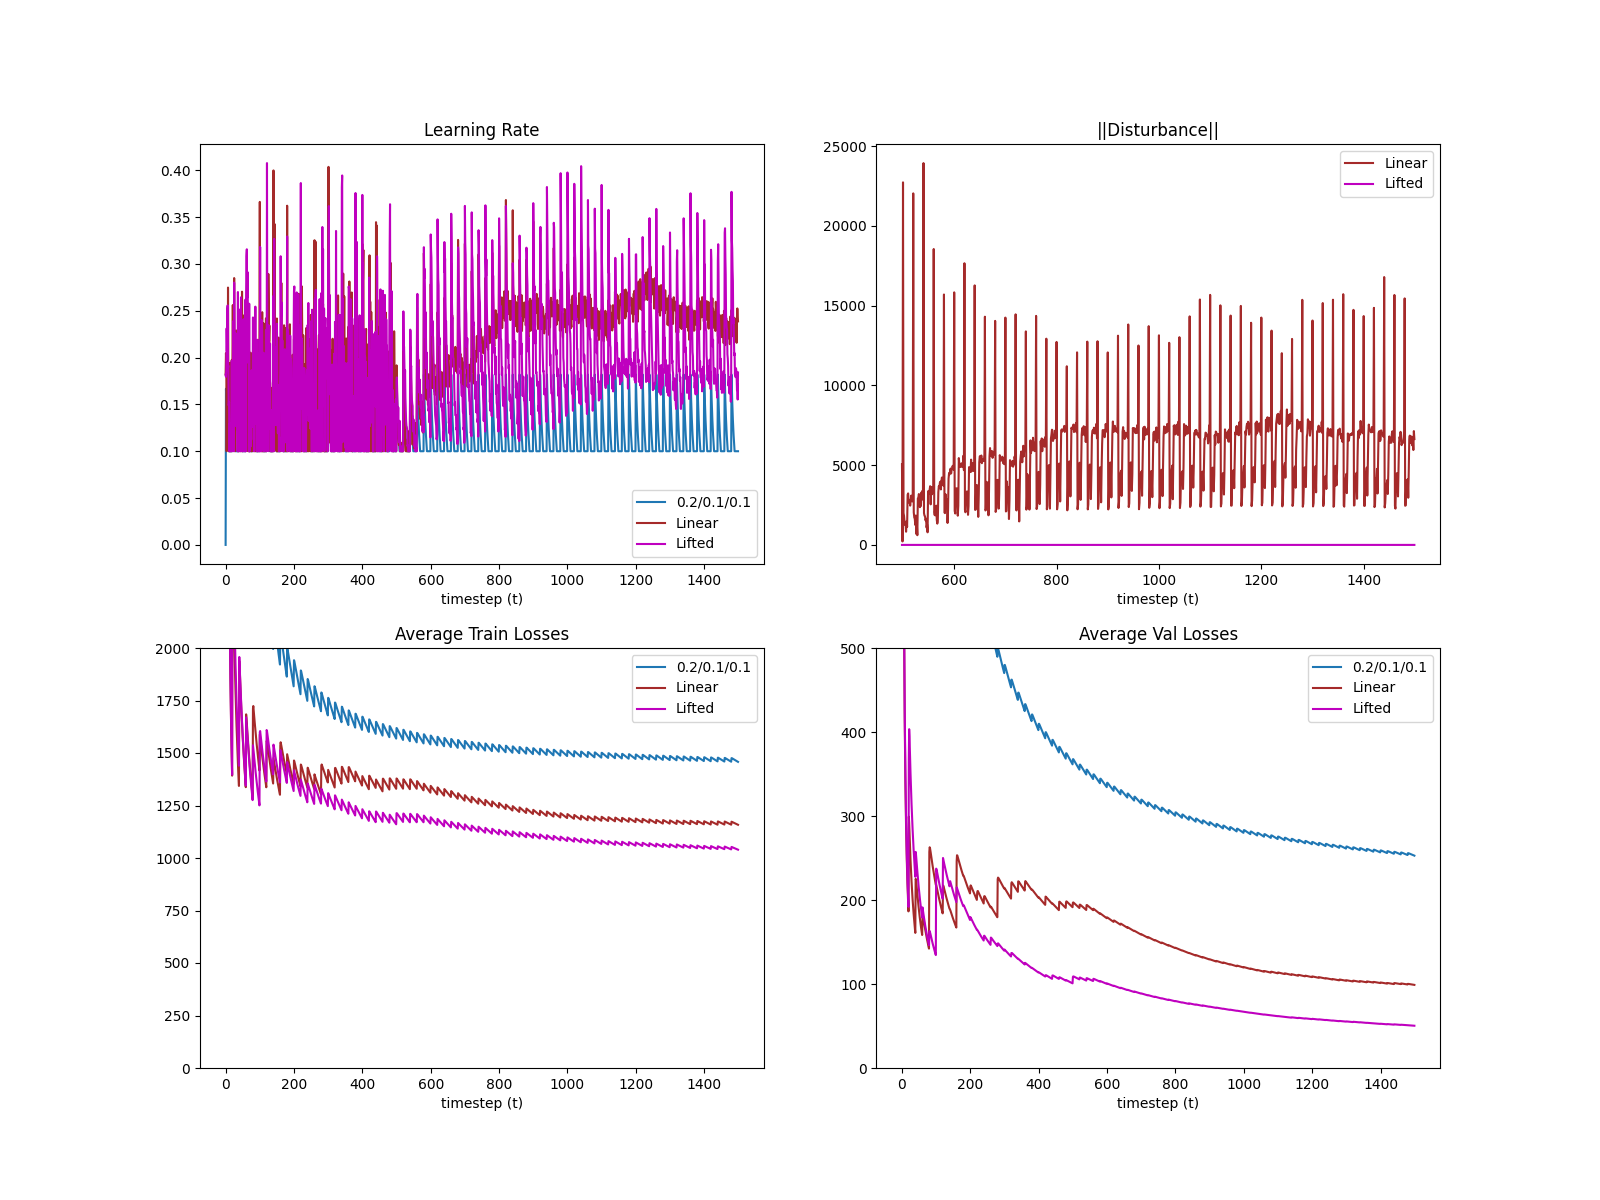 Learning Rate
0.40
0.35
0.30
0.25
0.20
0.15
0.10
0.05
0.00
0.2/0.1/0.1
Linear
Lifted
0 200 400 600 800 1000 1200 1400
timestep (t)
||Disturbance||
25000
20000
15000
10000
5000
0
Linear
Lifted
600 800 1000 1200 1400
timestep (t)
Average Train Losses
2000
1750
1500
1250
1000
750
500
250
0
0.2/0.1/0.1
Linear
Lifted
0 200 400 600 800 1000 1200 1400
timestep (t)
Average Val Losses
500
400
300
200
100
0
0.2/0.1/0.1
Linear
Lifted
0 200 400 600 800 1000 1200 1400
timestep (t)